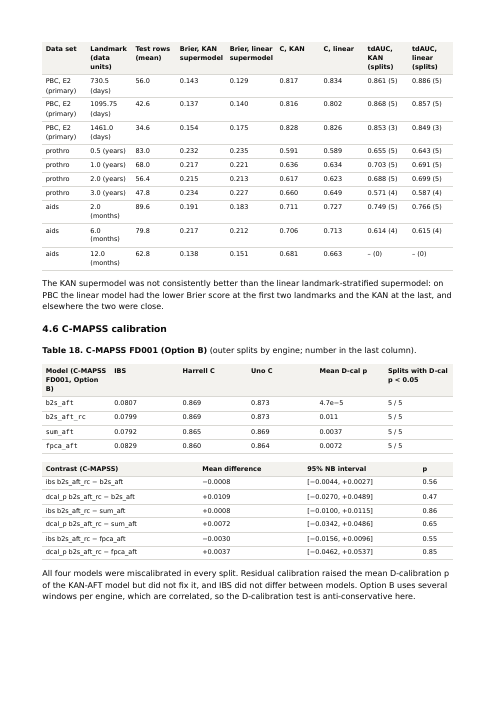 Data set Landmark (data units) Test rows (mean) Brier, KAN supermodel Brier, linear supermodel C, KAN C, linear tdAUC, KAN (splits) tdAUC, linear (splits)
PBC, E2 (primary) 730.5 (days) 56.0 0.143 0.129 0.817 0.834 0.861 (5) 0.886 (5)
PBC, E2 (primary) 1095.75 (days) 42.6 0.137 0.140 0.816 0.802 0.868 (5) 0.857 (5)
PBC, E2 (primary) 1461.0 (days) 34.6 0.154 0.175 0.828 0.826 0.853 (3) 0.849 (3)
prothro 0.5 (years) 83.0 0.232 0.235 0.591 0.589 0.655 (5) 0.643 (5)
prothro 1.0 (years) 68.0 0.217 0.221 0.636 0.634 0.703 (5) 0.691 (5)
prothro 2.0 (years) 56.4 0.215 0.213 0.617 0.623 0.688 (5) 0.699 (5)
prothro 3.0 (years) 47.8 0.234 0.227 0.660 0.649 0.571 (4) 0.587 (4)
aids 2.0 (months) 89.6 0.191 0.183 0.711 0.727 0.749 (5) 0.766 (5)
aids 6.0 (months) 79.8 0.217 0.212 0.706 0.713 0.614 (4) 0.615 (4)
aids 12.0 (months) 62.8 0.138 0.151 0.681 0.663 – (0) – (0)
The KAN supermodel was not consistently better than the linear landmark-stratified supermodel: on
PBC the linear model had the lower Brier score at the first two landmarks and the KAN at the last, and
elsewhere the two were close.
4.6 C-MAPSS calibration
Table 18. C-MAPSS FD001 (Option B) (outer splits by engine; number in the last column).
Model (C-MAPSS FD001, Option B) IBS Harrell C Uno C Mean D-cal p Splits with D-cal p < 0.05
b2s_aft 0.0807 0.869 0.873 4.7e−5 5 / 5
b2s_aft_rc 0.0799 0.869 0.873 0.011 5 / 5
sum_aft 0.0792 0.865 0.869 0.0037 5 / 5
fpca_aft 0.0829 0.860 0.864 0.0072 5 / 5
Contrast (C-MAPSS) Mean difference 95% NB interval p
ibs b2s_aft_rc − b2s_aft −0.0008 [−0.0044, +0.0027] 0.56
dcal_p b2s_aft_rc − b2s_aft +0.0109 [−0.0270, +0.0489] 0.47
ibs b2s_aft_rc − sum_aft +0.0008 [−0.0100, +0.0115] 0.86
dcal_p b2s_aft_rc − sum_aft +0.0072 [−0.0342, +0.0486] 0.65
ibs b2s_aft_rc − fpca_aft −0.0030 [−0.0156, +0.0096] 0.55
dcal_p b2s_aft_rc − fpca_aft +0.0037 [−0.0462, +0.0537] 0.85
All four models were miscalibrated in every split. Residual calibration raised the mean D-calibration p
of the KAN-AFT model but did not fix it, and IBS did not differ between models. Option B uses several
windows per engine, which are correlated, so the D-calibration test is anti-conservative here.